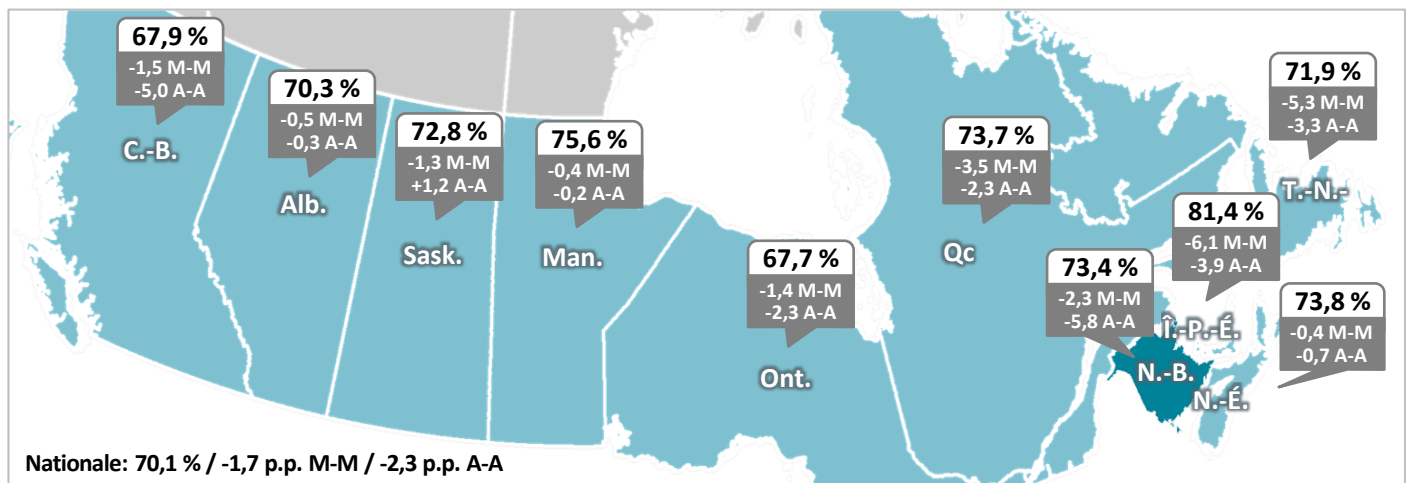 67,9 %
-1,5 M-M
-5,0 A-A
C.-B.
70,3 %
-0,5 M-M
-0,3 A-A
Alb.
72,8 %
-1,3 M-M
+1,2 A-A
Sask.
75,6 %
-0,4 M-M
-0,2 A-A
Man.
67,7 %
-1,4 M-M
-2,3 A-A
Ont.
73,7 %
-3,5 M-M
-2,3 A-A
Qc
71,9 %
-5,3 M-M
-3,3 A-A
T.-N.-
81,4 %
-6,1 M-M
-3,9 A-A
Î.-P.-É.
73,4 %
-2,3 M-M
-5,8 A-A
N.-B.
73,8 %
-0,4 M-M
-0,7 A-A
N.-É.
Nationale: 70,1 % / -1,7 p.p. M-M / -2,3 p.p. A-A